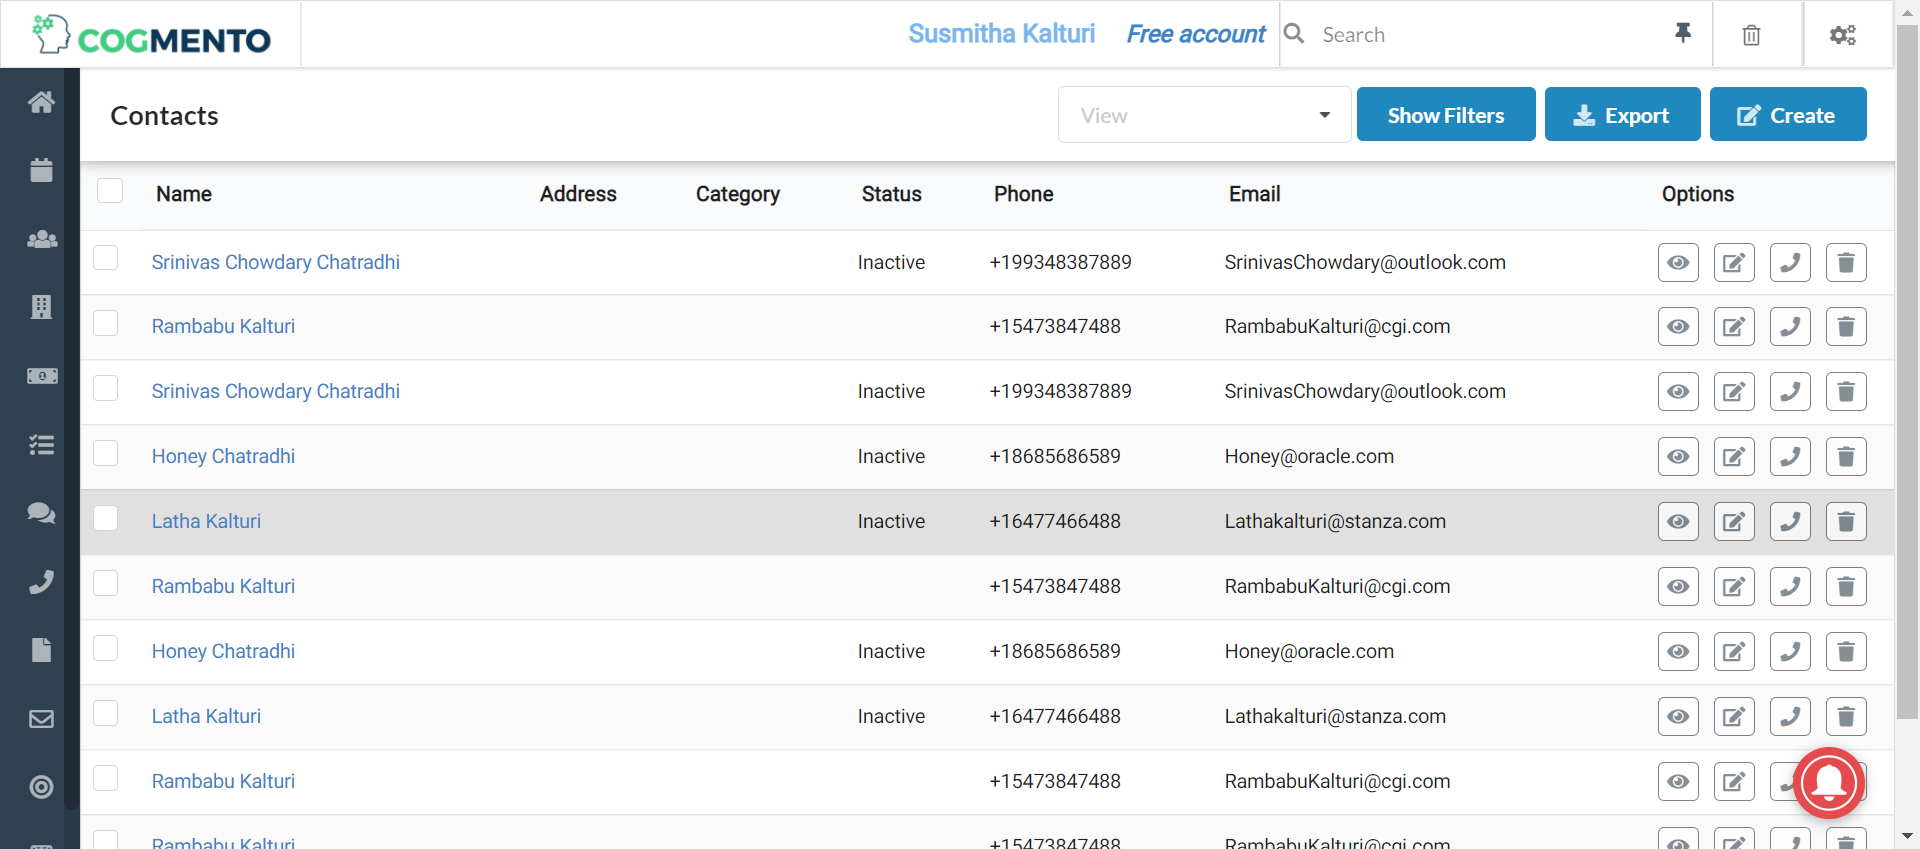 COGMENTO
Susmitha Kalturi Free account Search
Contacts View Show Filters Export Create
Name Address Category Status Phone Email Options
Srinivas Chowdary Chatradhi Inactive +199348387889 SrinivasChowdary@outlook.com
Rambabu Kalturi +15473847488 RambabuKalturi@cgi.com
Srinivas Chowdary Chatradhi Inactive +199348387889 SrinivasChowdary@outlook.com
Honey Chatradhi Inactive +18685686589 Honey@oracle.com
Latha Kalturi Inactive +16477466488 Lathakalturi@stanza.com
Rambabu Kalturi +15473847488 RambabuKalturi@cgi.com
Honey Chatradhi Inactive +18685686589 Honey@oracle.com
Latha Kalturi Inactive +16477466488 Lathakalturi@stanza.com
Rambabu Kalturi +15473847488 RambabuKalturi@cgi.com
Rambabu Kalturi +15473847488 RambabuKalturi@cgi.com